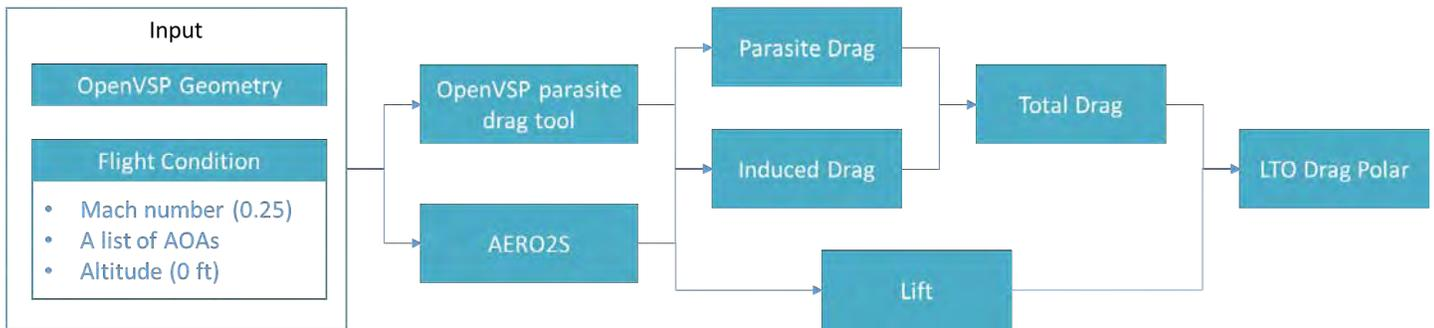 Input
OpenVSP Geometry
Flight Condition
• Mach number (0.25)
• A list of AOAs
• Altitude (0 ft)
OpenVSP parasite
drag tool
AERO2S
Parasite Drag
Induced Drag
Lift
Total Drag
LTO Drag Polar